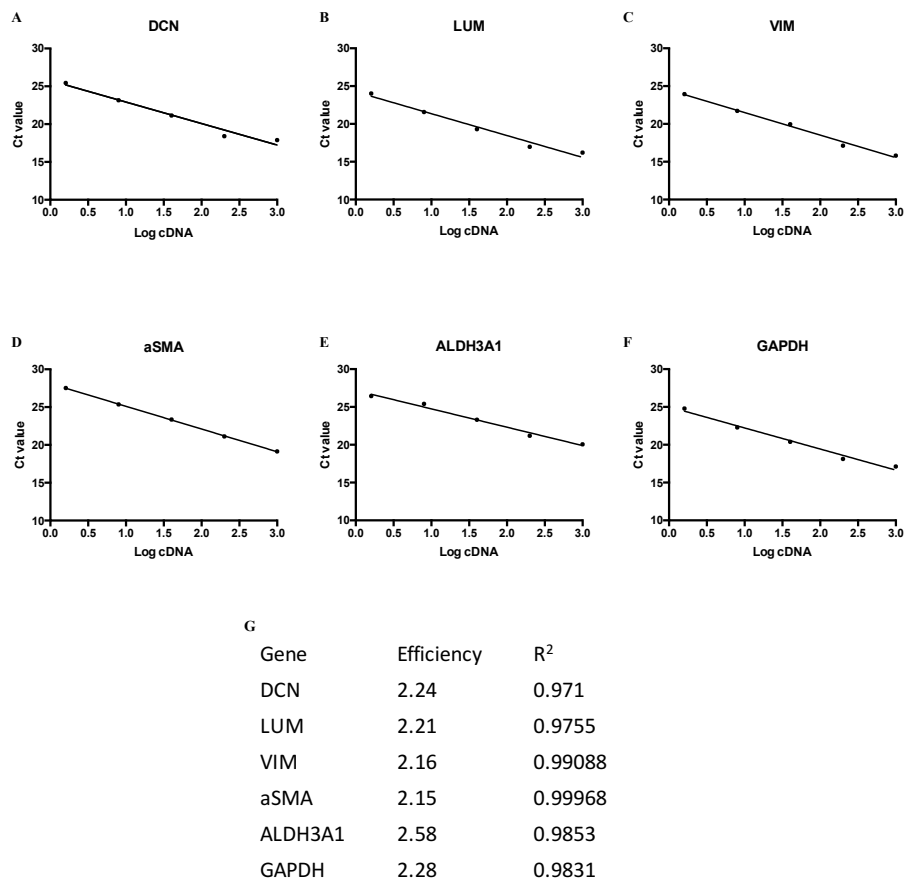 A
DCN
30
25
20
15
10
Ct value
0.0 0.5 1.0 1.5 2.0 2.5 3.0
Log cDNA
B
LUM
30
25
20
15
10
Ct value
0.0 0.5 1.0 1.5 2.0 2.5 3.0
Log cDNA
C
VIM
30
25
20
15
10
Ct value
0.0 0.5 1.0 1.5 2.0 2.5 3.0
Log cDNA
D
aSMA
30
25
20
15
10
Ct value
0.0 0.5 1.0 1.5 2.0 2.5 3.0
Log cDNA
E
ALDH3A1
30
25
20
15
10
Ct value
0.0 0.5 1.0 1.5 2.0 2.5 3.0
Log cDNA
F
GAPDH
30
25
20
15
10
Ct value
0.0 0.5 1.0 1.5 2.0 2.5 3.0
Log cDNA
G
Gene Efficiency R²
DCN 2.24 0.971
LUM 2.21 0.9755
VIM 2.16 0.99088
aSMA 2.15 0.99968
ALDH3A1 2.58 0.9853
GAPDH 2.28 0.9831